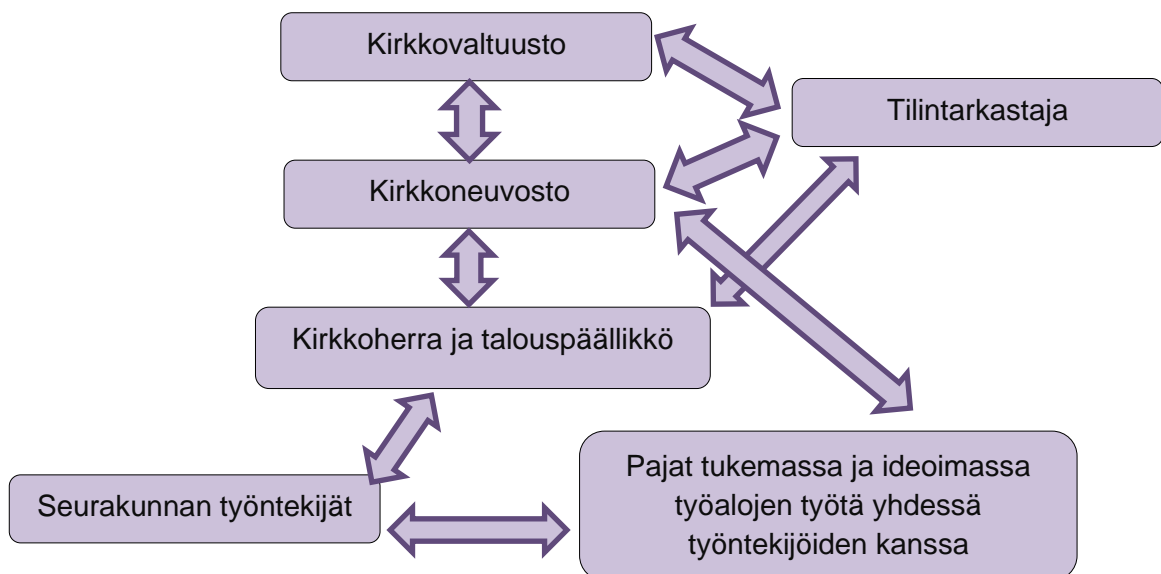 Kirkkovaltuusto
Tilintarkastaja
Kirkkoneuvosto
Kirkkoherra ja talouspäällikkö
Seurakunnan työntekijät
Pajat tukemassa ja ideoimassa
työalojen työtä yhdessä
työntekijöiden kanssa